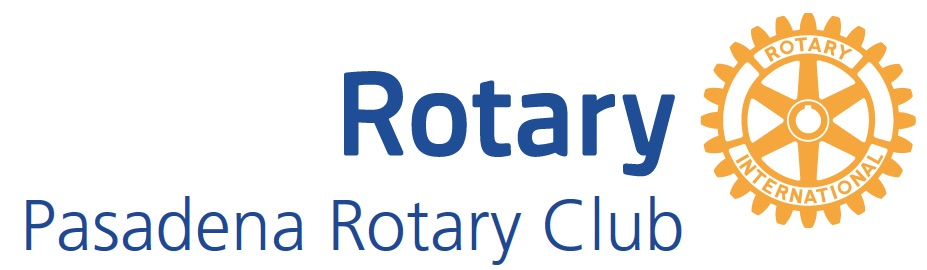 Rotary
Pasadena Rotary Club
ROTARY
INTERNATIONAL